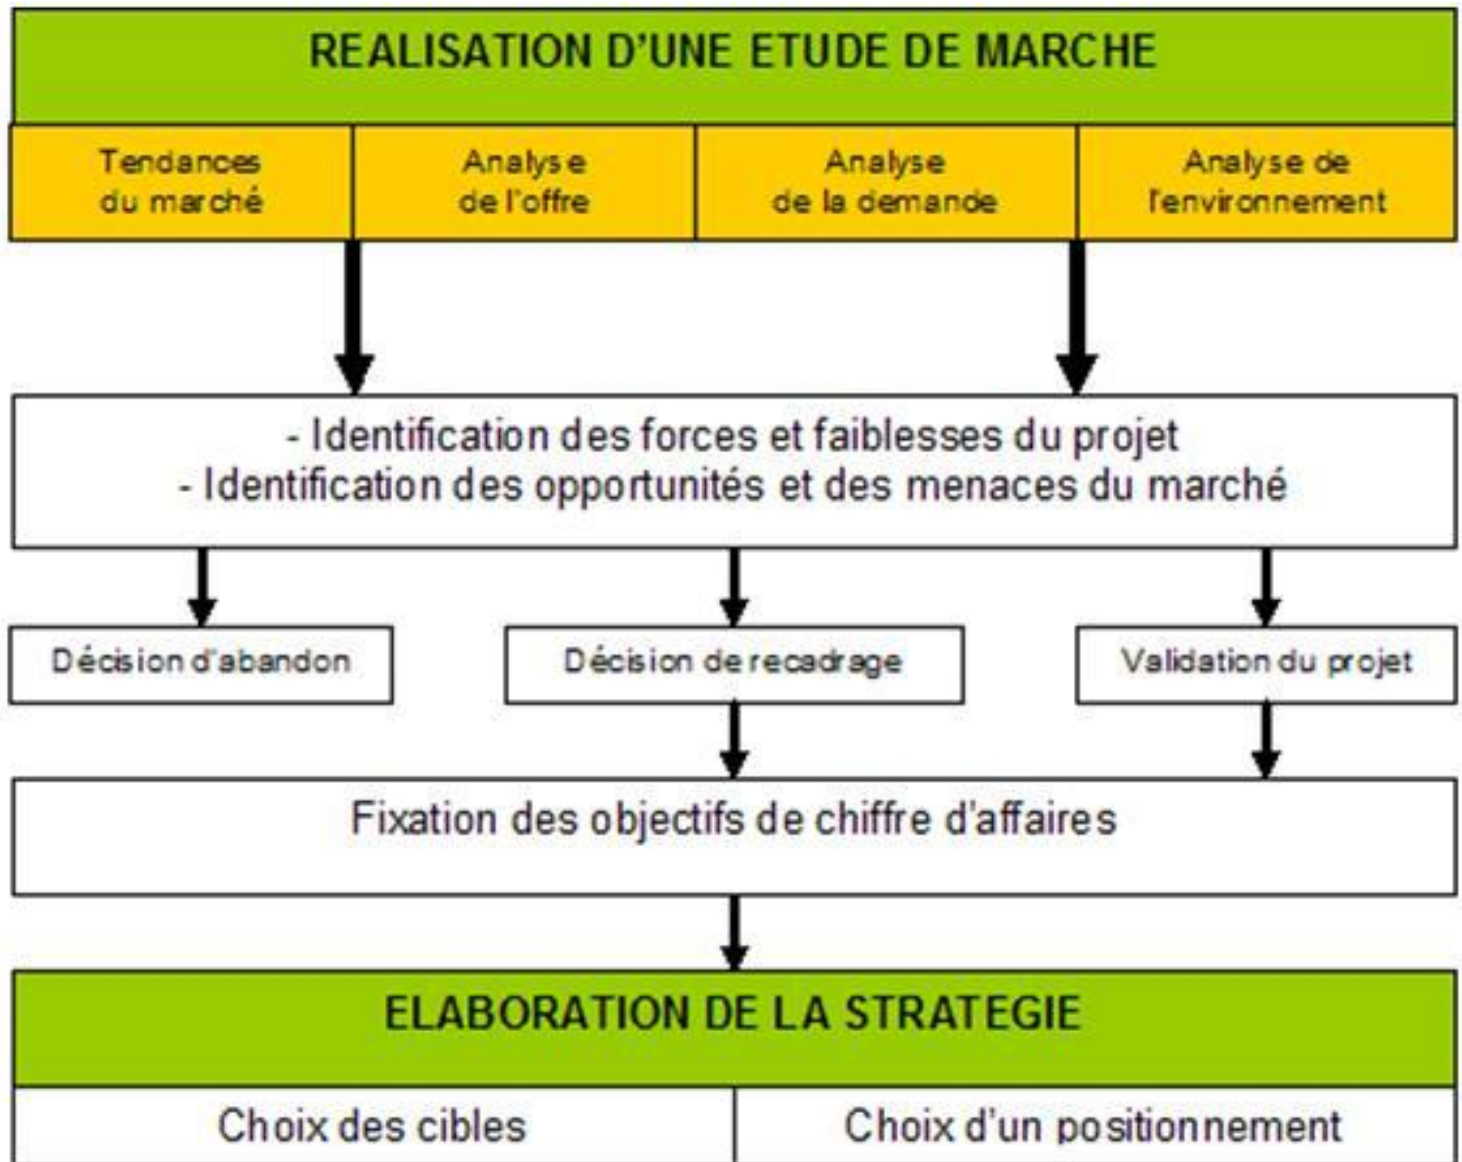 REALISATION D'UNE ETUDE DE MARCHE
Tendances
du marché
Analyse
de l'offre
Analyse
de la demande
Analyse de
l'environnement
- Identification des forces et faiblesses du projet
- Identification des opportunités et des menaces du marché
Décision d'abandon
Décision de recadrage
Validation du projet
Fixation des objectifs de chiffre d'affaires
ELABORATION DE LA STRATEGIE
Choix des cibles
Choix d'un positionnement